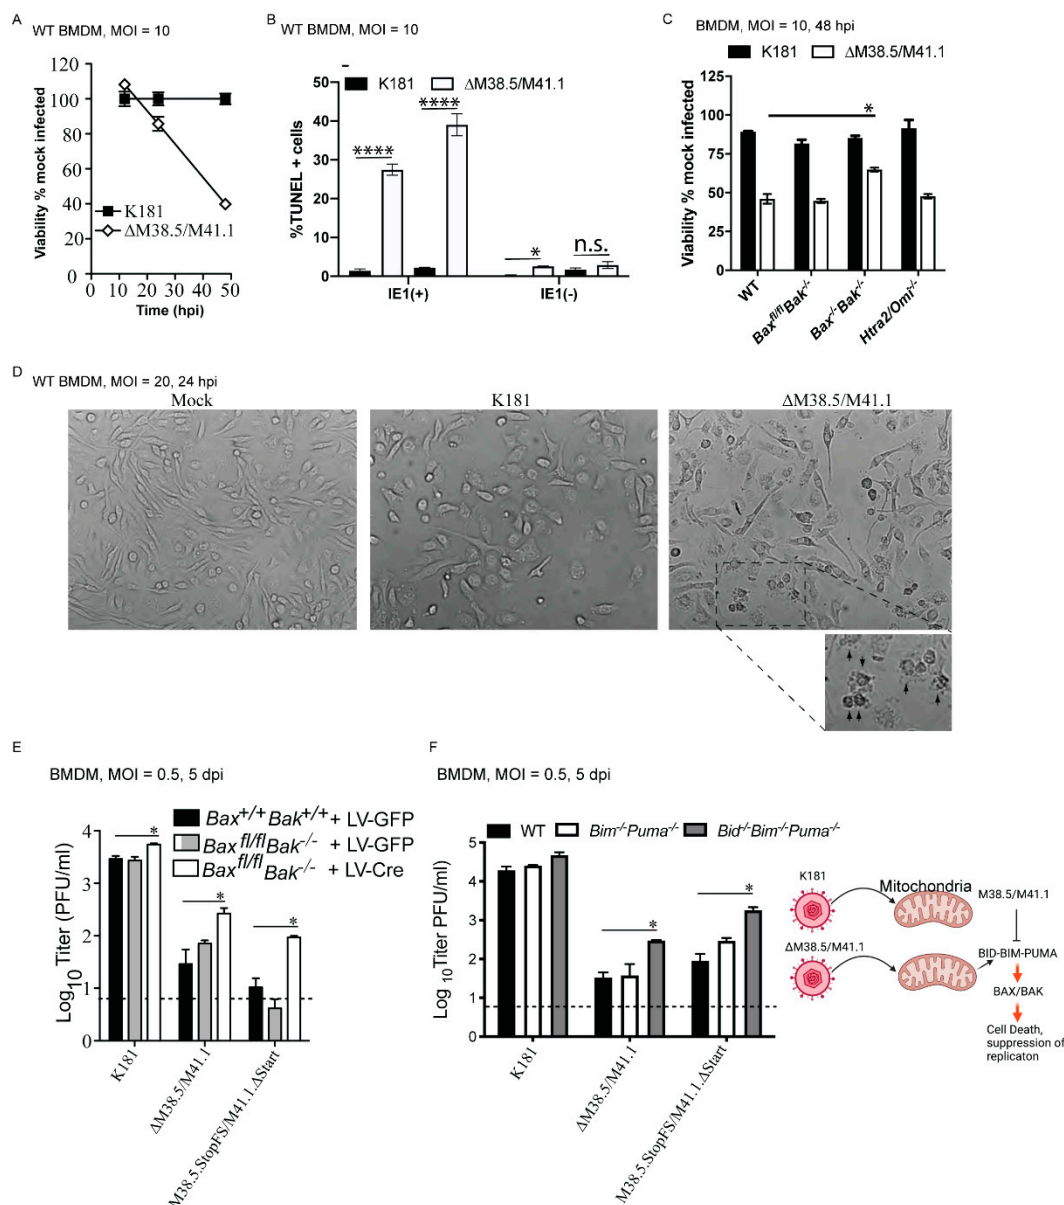 A
WT BMDM, MOI = 10
Viability % mock infected
120
100
80
60
40
20
0
K181
ΔM38.5/M41.1
0 10 20 30 40 50
Time (hpi)
B
WT BMDM, MOI = 10
K181 ΔM38.5/M41.1
%TUNEL + cells
50
40
30
20
10
0
**** **** * n.s.
IE1(+) IE1(-)
C
BMDM, MOI = 10, 48 hpi
K181 ΔM38.5/M41.1
Viability % mock infected
125
100
75
50
25
0
*
WT
Bax^fl/fl Bak^-/-
Bax^-/- Bak^-/-
Htra2/Omi^-/-
D
WT BMDM, MOI = 20, 24 hpi
Mock K181 ΔM38.5/M41.1
E
BMDM, MOI = 0.5, 5 dpi
Bax^+/+ Bak^+/+ + LV-GFP
Bax^fl/fl Bak^-/- + LV-GFP
Bax^fl/fl Bak^-/- + LV-Cre
Log10 Titer (PFU/ml)
4
3
2
1
0
* * *
K181
ΔM38.5/M41.1
M38.5.StopFS/M41.1.ΔStart
F
BMDM, MOI = 0.5, 5 dpi
WT Bim^-/-Puma^-/- Bid^-/-Bim^-/-Puma^-/-
Log10 Titer PFU/ml)
5
4
3
2
1
0
* *
K181
ΔM38.5/M41.1
M38.5.StopFS/M41.1.ΔStart
K181
Mitochondria
M38.5/M41.1
ΔM38.5/M41.1
BID-BIM-PUMA
BAX/BAK
Cell Death,
suppression of
replicaton